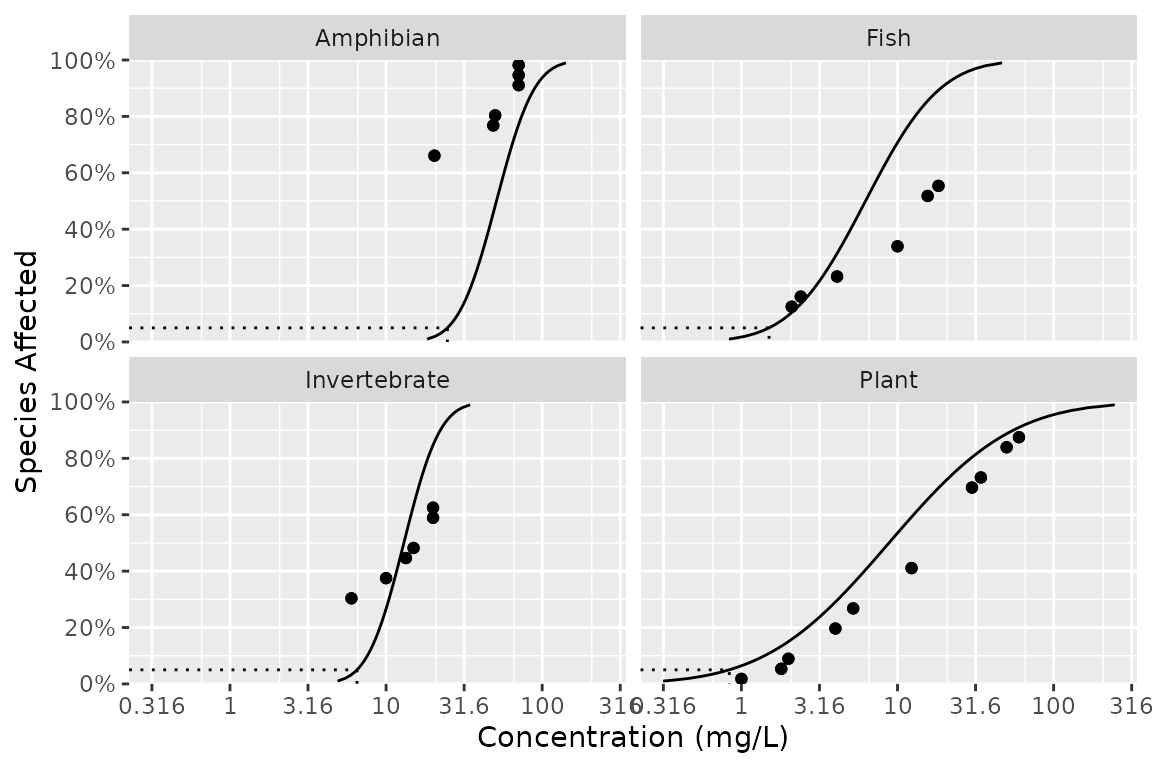 Amphibian
Fish
100%
80%
60%
40%
20%
0%
Invertebrate
Plant
100%
80%
60%
40%
20%
0%
0.316 1 3.16 10 31.6 100 316
0.316 1 3.16 10 31.6 100 316
Concentration (mg/L)
Species Affected